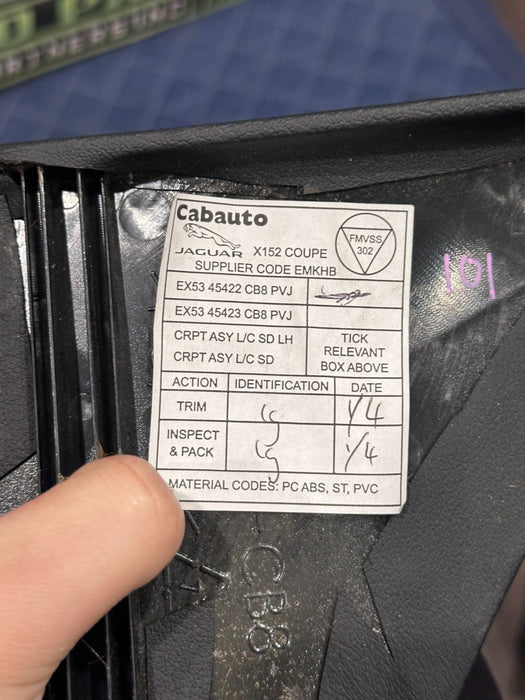 Cabauto
JAGUAR X152 COUPE
FMVSS
302
SUPPLIER CODE EMKHB
EX53 45422 CB8 PVJ
EX53 45423 CB8 PVJ
CRPT ASY L/C SD LH
CRPT ASY L/C SD
TICK
RELEVANT
BOX ABOVE
ACTION IDENTIFICATION DATE
TRIM 1/4
INSPECT
& PACK 1/4
MATERIAL CODES: PC ABS, ST, PVC
101
CB8